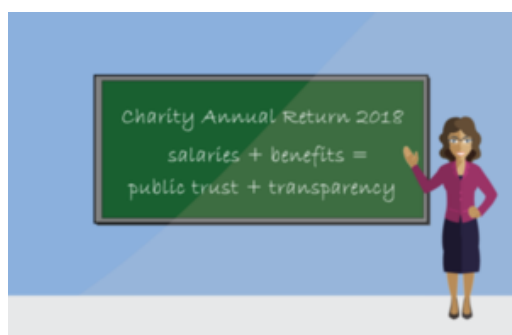 Charity Annual Return 2018
salaries + benefits =
public trust + transparency